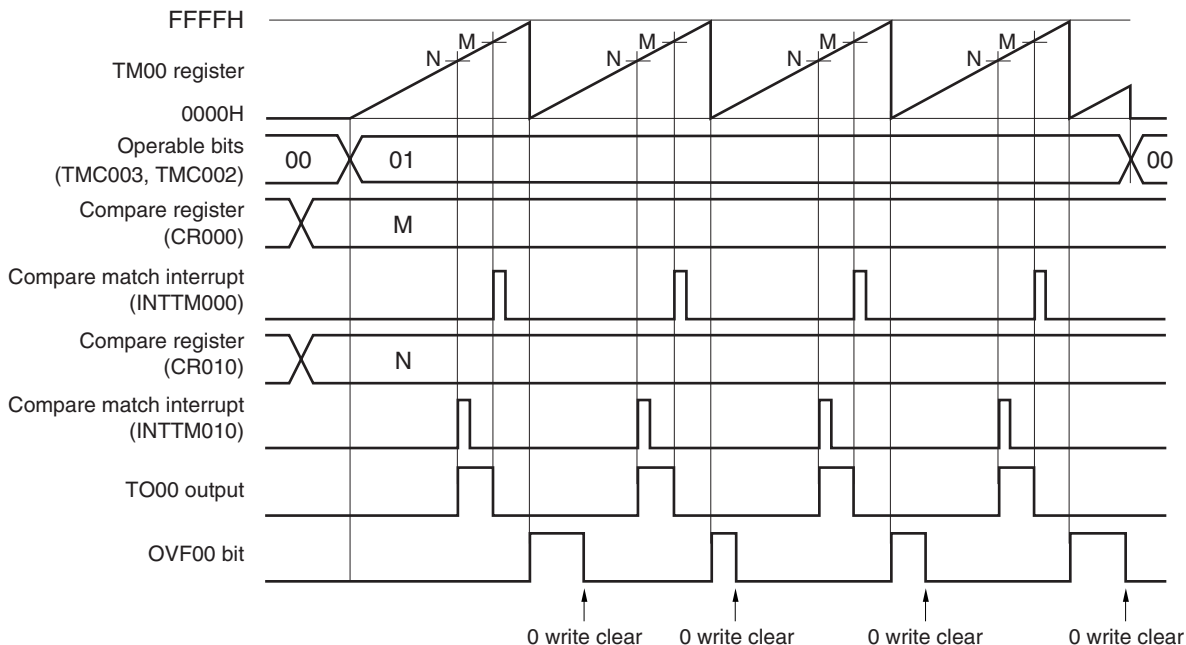 FFFFH
M M M M
N N N N
TM00 register
0000H
Operable bits
(TMC003, TMC002)
00 01 00
Compare register
(CR000)
M
Compare match interrupt
(INTTM000)
Compare register
(CR010)
N
Compare match interrupt
(INTTM010)
TO00 output
OVF00 bit
0 write clear 0 write clear 0 write clear 0 write clear